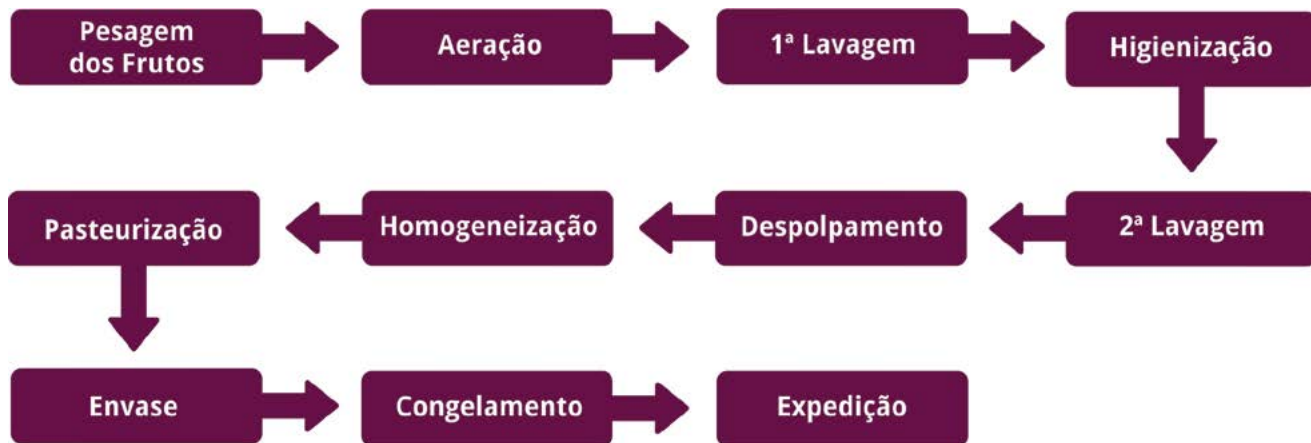 Pesagem
dos Frutos
Aeração
1ª Lavagem
Higienização
2ª Lavagem
Despolpamento
Homogeneização
Pasteurização
Envase
Congelamento
Expedição